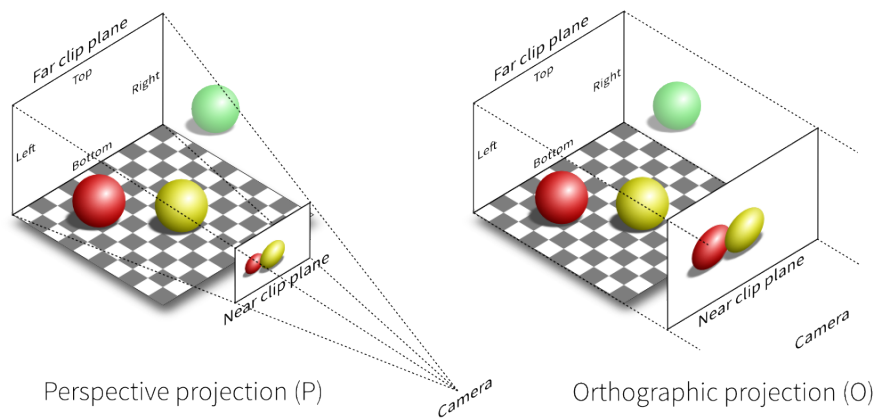 Far clip plane
Top
Right
Left
Bottom
Near clip plane
Camera
Perspective projection (P)
Far clip plane
Top
Right
Left
Bottom
Near clip plane
Camera
Orthographic projection (O)